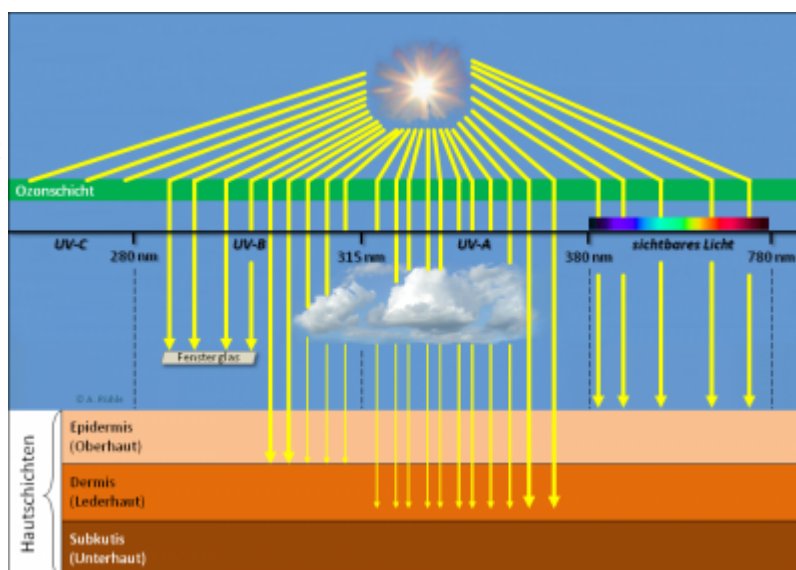 Ozonschicht
UV-C
UV-B
UV-A
sichtbares Licht
280 nm
315 nm
380 nm
780 nm
Fensterglas
© A. Rühle
Hautschichten
Epidermis
(Oberhaut)
Dermis
(Lederhaut)
Subkutis
(Unterhaut)